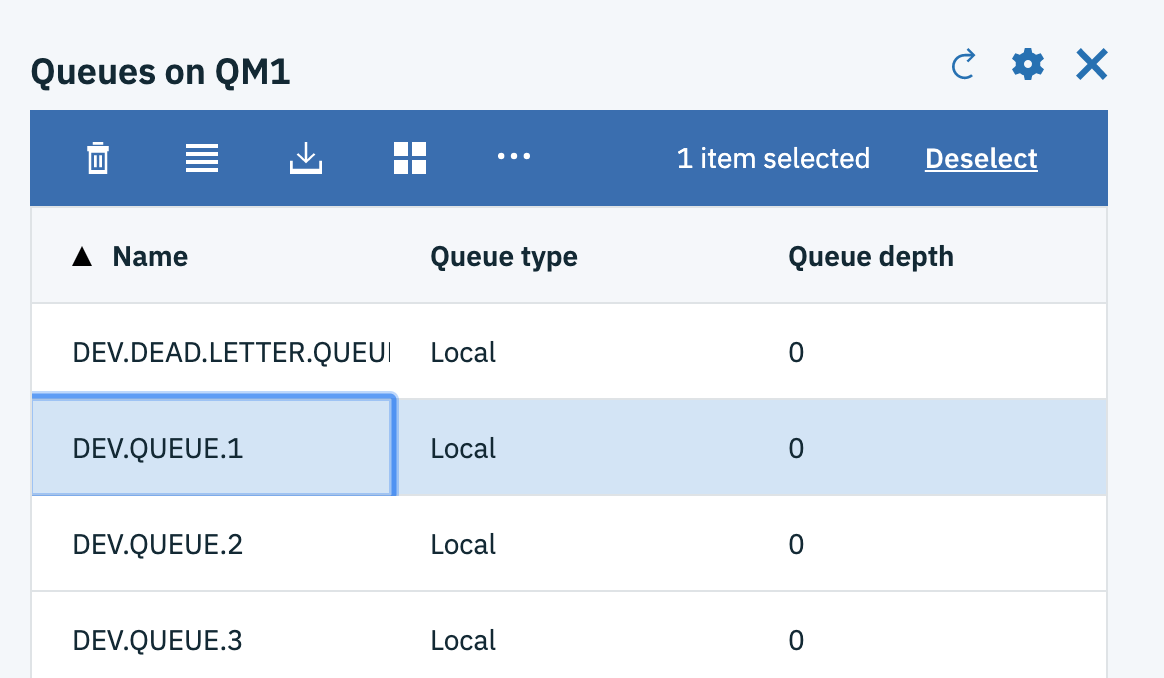 Queues on QM1
1 item selected Deselect
▲ Name Queue type Queue depth
DEV.DEAD.LETTER.QUEU Local 0
DEV.QUEUE.1 Local 0
DEV.QUEUE.2 Local 0
DEV.QUEUE.3 Local 0